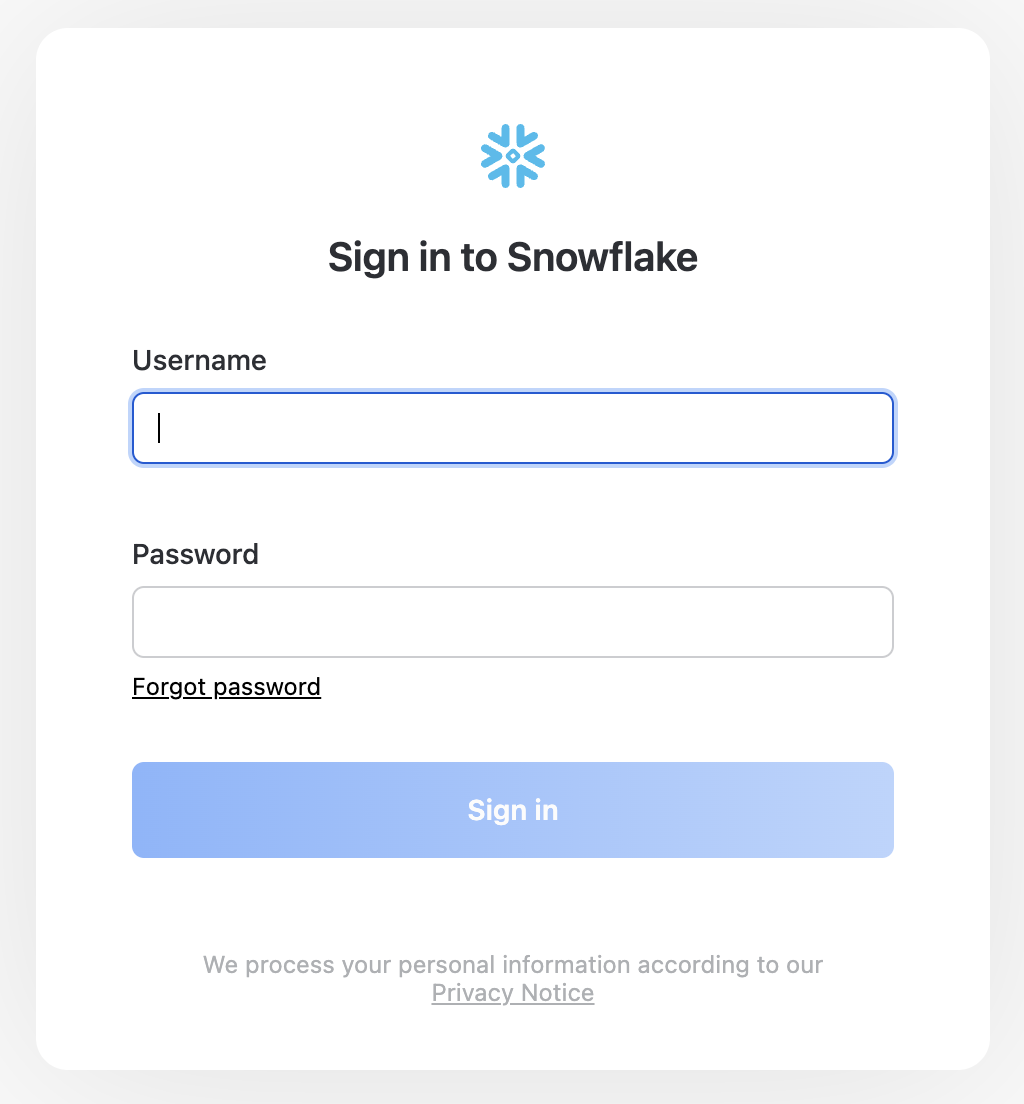 Sign in to Snowflake
Username
Password
Forgot password
Sign in
We process your personal information according to our
Privacy Notice